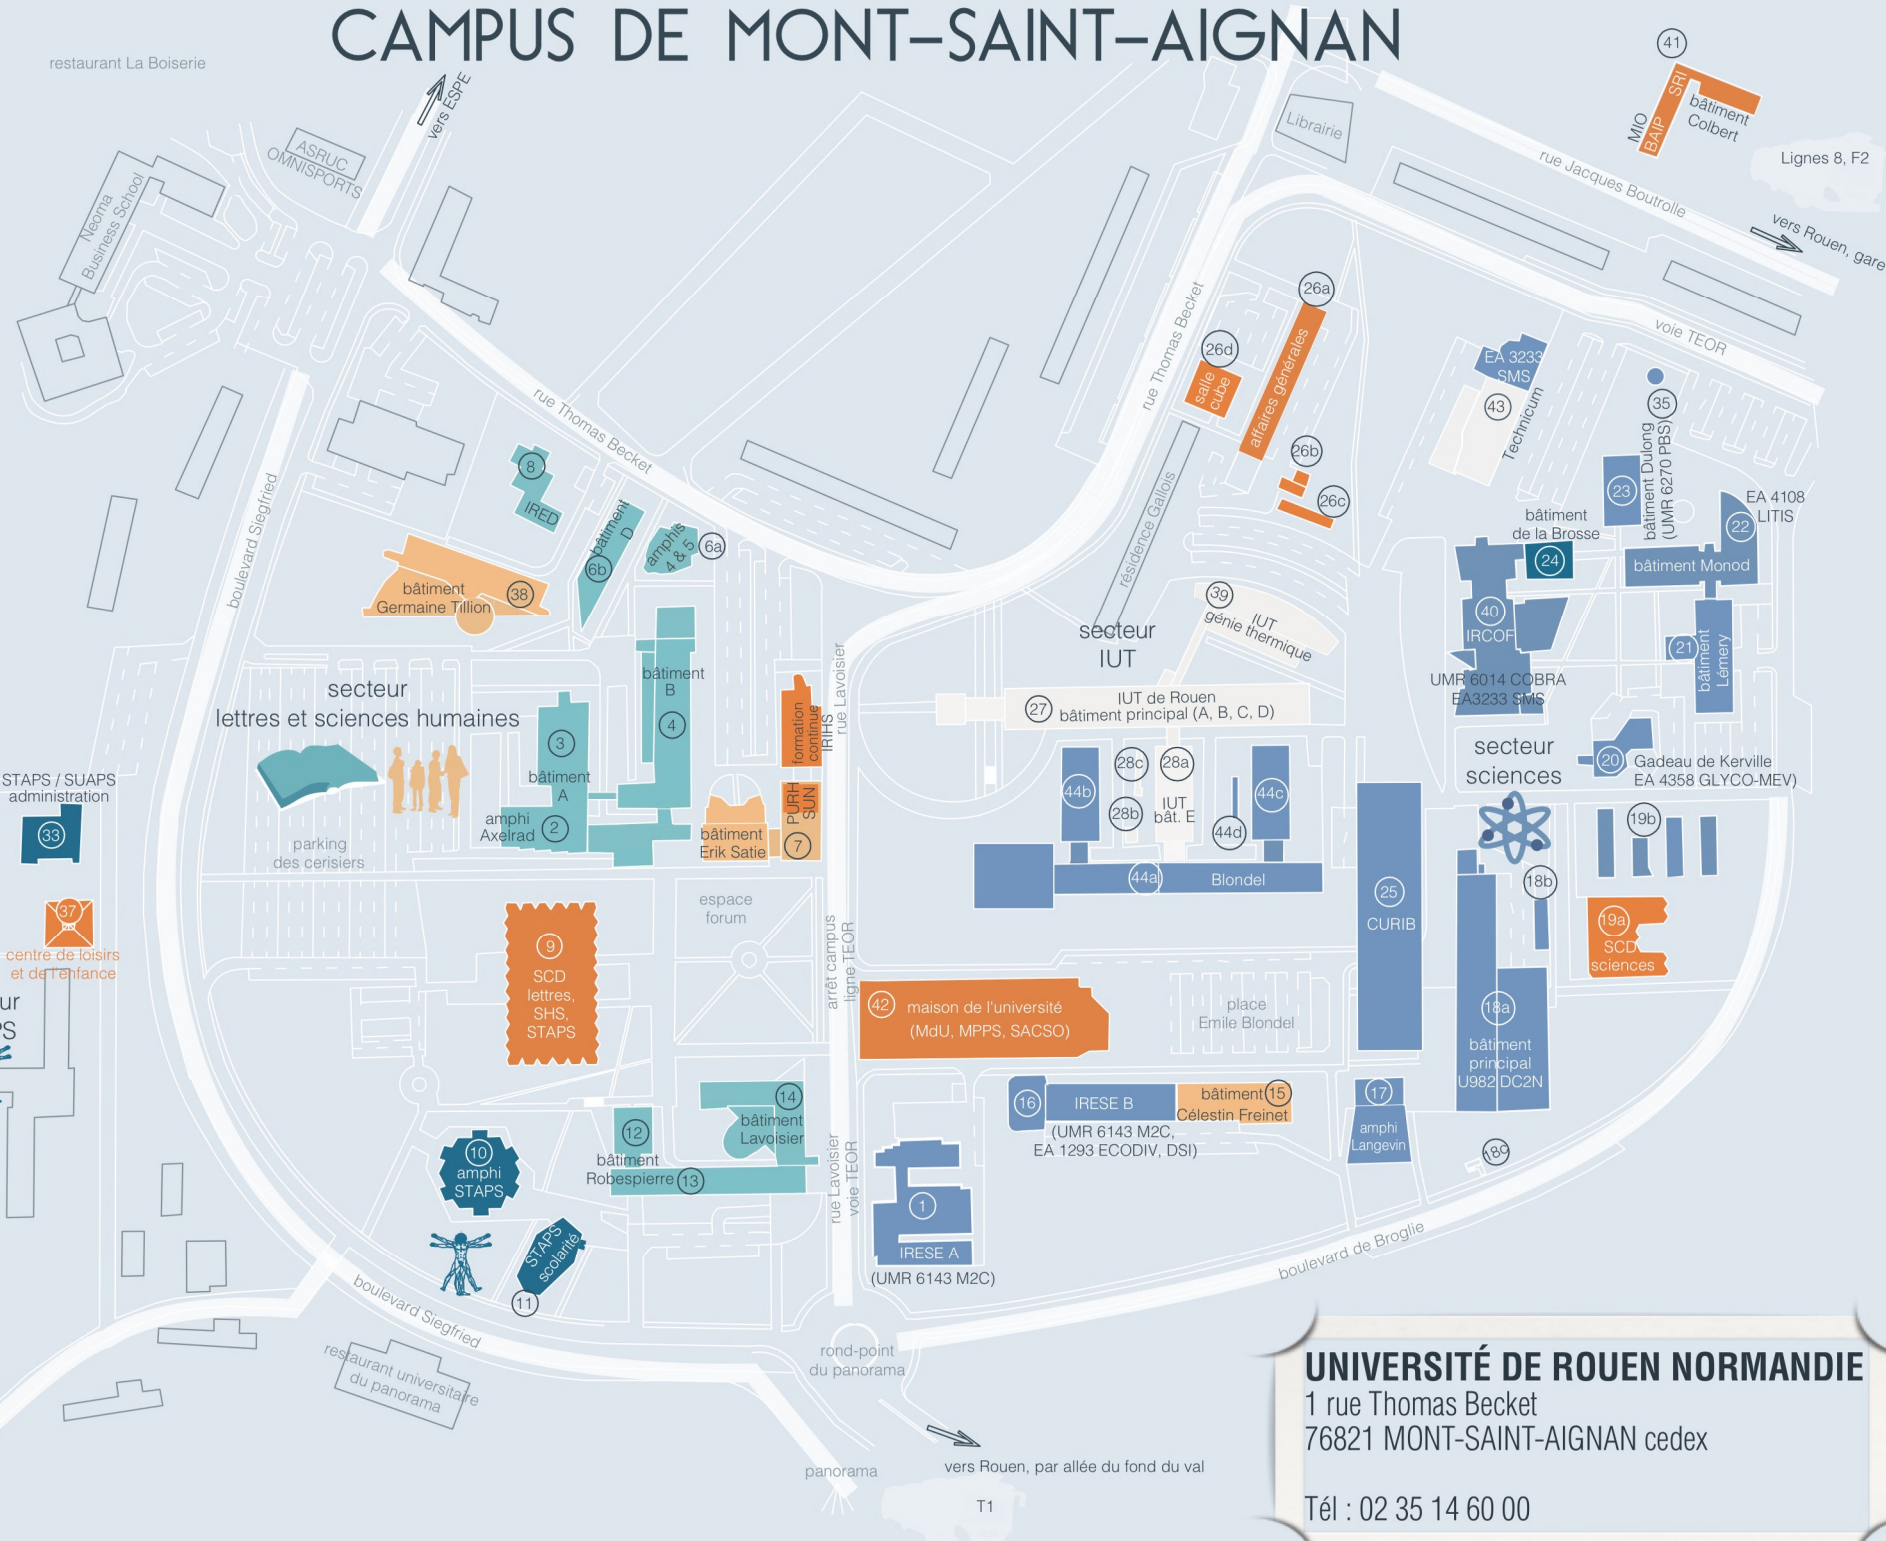 CAMPUS DE MONT–SAINT–AIGNAN
restaurant La Boiserie
vers ESPE
ASRUC
OMNISPORTS
Neoma
Business School
Librairie
41
SRI
MIO
BAIP
bâtiment
Colbert
Lignes 8, F2
rue Jacques Boutrolle
vers Rouen, gare
voie TEOR
rue Thomas Becket
rue Thomas Becket
boulevard Siegfried
26a
26d
salle
cube
affaires générales
26b
26c
résidence Gallois
EA 3233
SMS
43
Technicum
35
bâtiment Dulong
(UMR 6270 PBS)
23
EA 4108
LITIS
22
bâtiment
de la Brosse
24
bâtiment Monod
40
IRCOF
21
bâtiment
Lémery
UMR 6014 COBRA
EA3233 SMS
8
IRED
bâtiment
D
6b
amphis
4 & 5
6a
bâtiment
Germaine Tillion
38
39
IUT
génie thermique
secteur
IUT
secteur
lettres et sciences humaines
bâtiment
B
4
3
bâtiment
A
amphi
Axelrad
2
formation
continue
IRIHS
rue Lavoisier
PURH
SUN
bâtiment
Erik Satie
7
27
IUT de Rouen
bâtiment principal (A, B, C, D)
44b
28c
28a
28b
IUT
bât. E
44d
44c
44a
Blondel
secteur
sciences
20
Gadeau de Kerville
EA 4358 GLYCO-MEV)
19b
18b
25
CURIB
19a
SCD
sciences
18a
bâtiment
principal
U982 DC2N
STAPS / SUAPS
administration
33
parking
des cerisiers
37
centre de loisirs
et de l'enfance
ur
PS
espace
forum
9
SCD
lettres,
SHS,
STAPS
arrêt campus
ligne TEOR
42
maison de l'université
(MdU, MPPS, SACSO)
place
Emile Blondel
14
bâtiment
Lavoisier
12
bâtiment
Robespierre
13
10
amphi
STAPS
STAPS
scolarité
11
rue Lavoisier
voie TEOR
16
IRESE B
bâtiment
15
Célestin Freinet
(UMR 6143 M2C,
EA 1293 ECODIV, DSI)
17
amphi
Langevin
18c
1
IRESE A
(UMR 6143 M2C)
boulevard de Broglie
boulevard Siegfried
restaurant universitaire
du panorama
rond-point
du panorama
panorama
vers Rouen, par allée du fond du val
T1
UNIVERSITÉ DE ROUEN NORMANDIE
1 rue Thomas Becket
76821 MONT-SAINT-AIGNAN cedex
Tél : 02 35 14 60 00